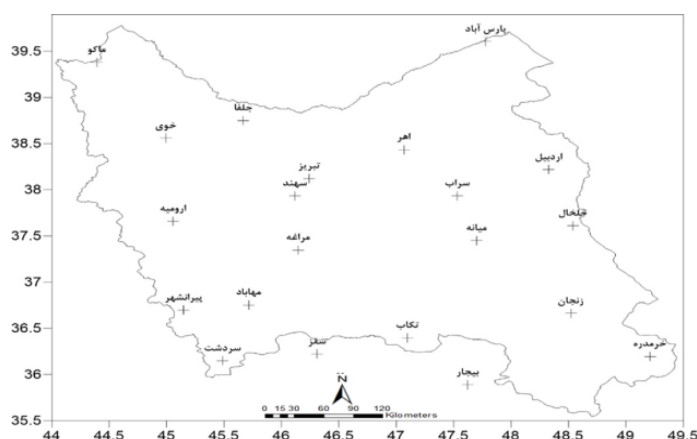 پارس آباد
39.5
ماکو
39
جلفا
خوی
38.5
اهر
اردبیل
تبریز
38
سهند
سراب
خلخال
ارومیه
37.5
میانه
مراغه
37
مهاباد
پیرانشهر
زنجان
36.5
تکاب
سقز
سردشت
خرمدره
36
بیجار
N
0 15 30 60 90 120
Kilometers
35.5
44 44.5 45 45.5 46 46.5 47 47.5 48 48.5 49 49.5